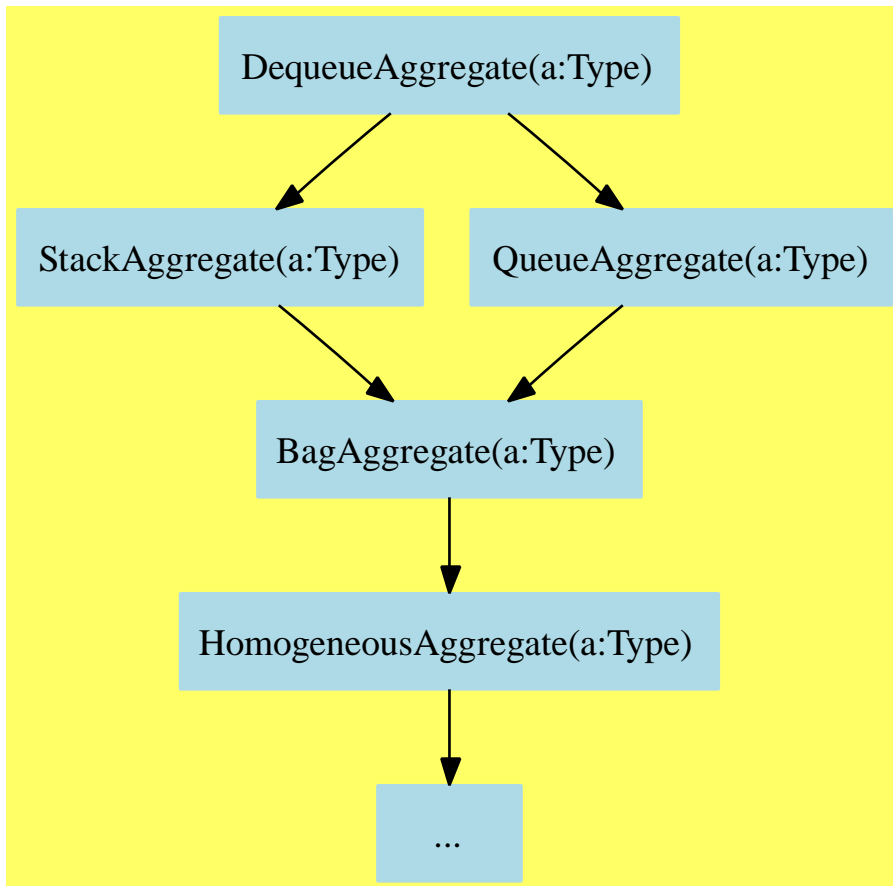 DequeueAggregate(a:Type)
StackAggregate(a:Type)
QueueAggregate(a:Type)
BagAggregate(a:Type)
HomogeneousAggregate(a:Type)
...